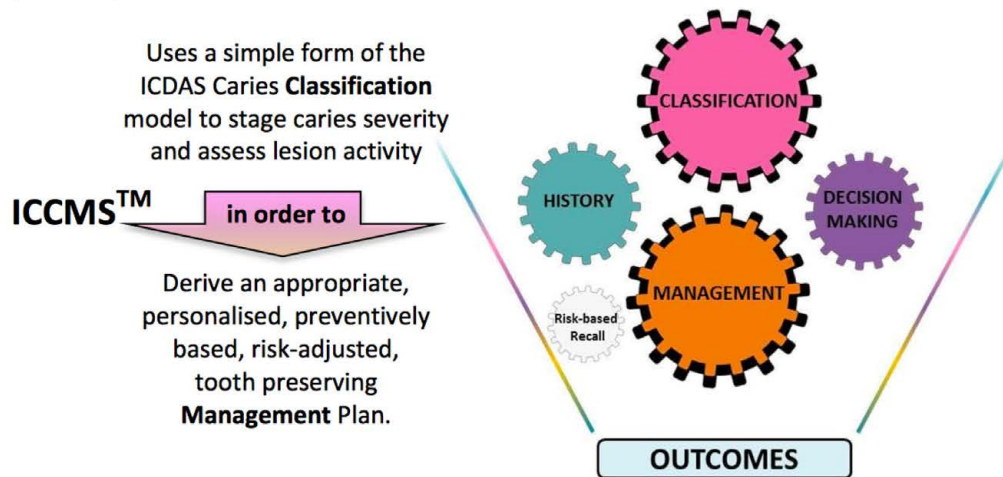 Uses a simple form of the
ICDAS Caries Classification
model to stage caries severity
and assess lesion activity
ICCMS™
in order to
Derive an appropriate,
personalised, preventively
based, risk-adjusted,
tooth preserving
Management Plan.
CLASSIFICATION
HISTORY
DECISION
MAKING
MANAGEMENT
Risk-based
Recall
OUTCOMES